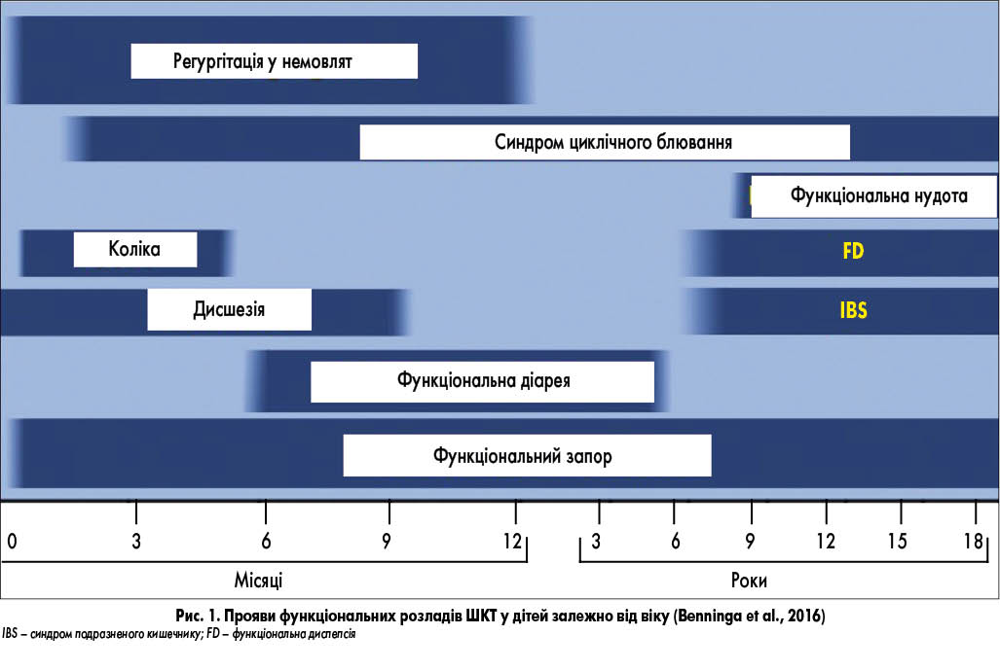 Регургітація у немовлят
Синдром циклічного блювання
Функціональна нудота
Коліка
FD
Дисшезія
IBS
Функціональна діарея
Функціональний запор
0 3 6 9 12 3 6 9 12 15 18
Місяці Роки
Рис. 1. Прояви функціональних розладів ШКТ у дітей залежно від віку (Benninga et al., 2016)
IBS – синдром подразненого кишечнику; FD – функціональна диспепсія